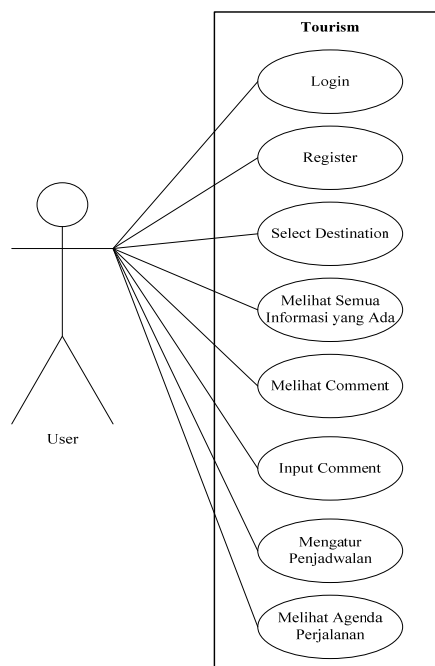 Tourism
Login
Register
Select Destination
Melihat Semua
Informasi yang Ada
Melihat Comment
User
Input Comment
Mengatur
Penjadwalan
Melihat Agenda
Perjalanan